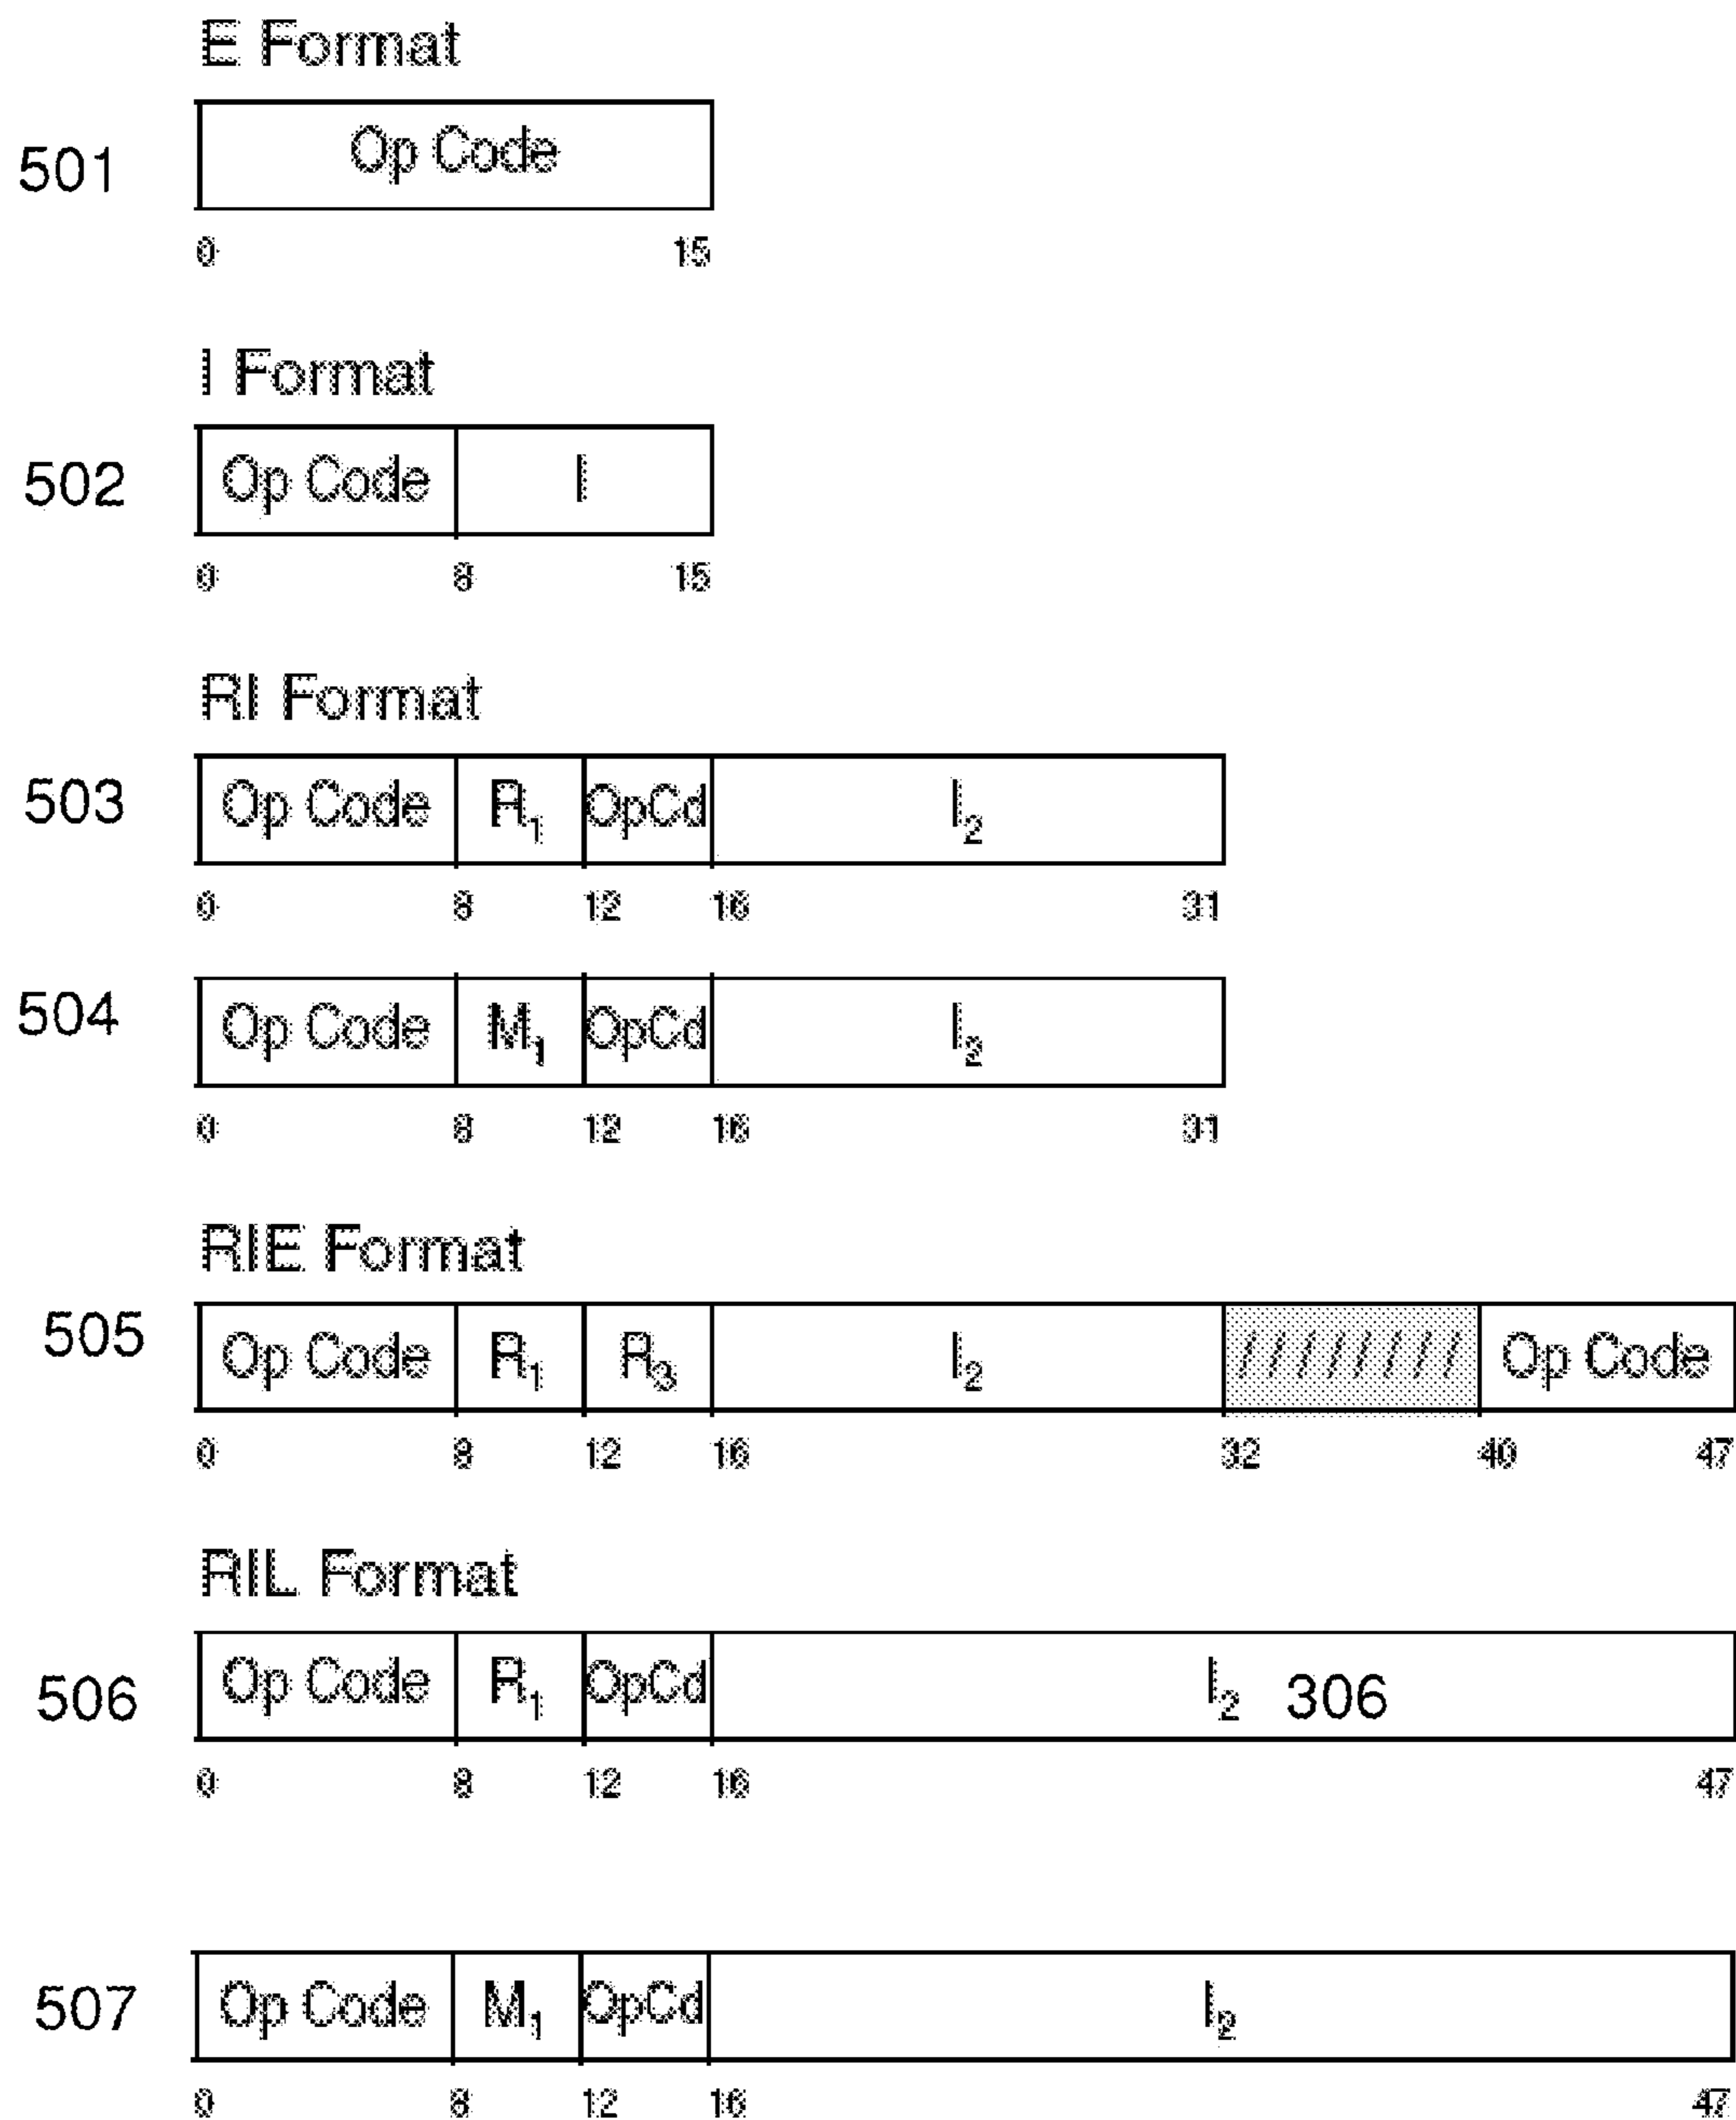 E Format
501 Op Code
0 15
I Format
502 Op Code I
0 8 15
RI Format
503 Op Code R₁ OpCd I₂
0 8 12 16 31
504 Op Code M₁ OpCd I₂
0 8 12 16 31
RIE Format
505 Op Code R₁ R₃ I₂ //////// Op Code
0 8 12 16 32 40 47
RIL Format
506 Op Code R₁ OpCd I₂ 306
0 8 12 16 47
507 Op Code M₁ OpCd I₂
0 8 12 16 47